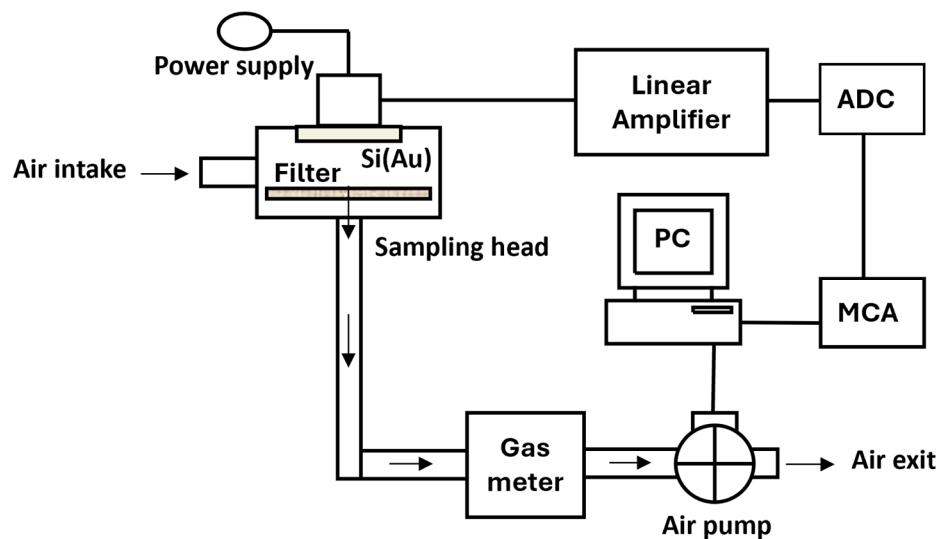 Power supply
Linear
Amplifier
ADC
Si(Au)
Air intake
Filter
Sampling head
PC
MCA
Gas
meter
Air exit
Air pump